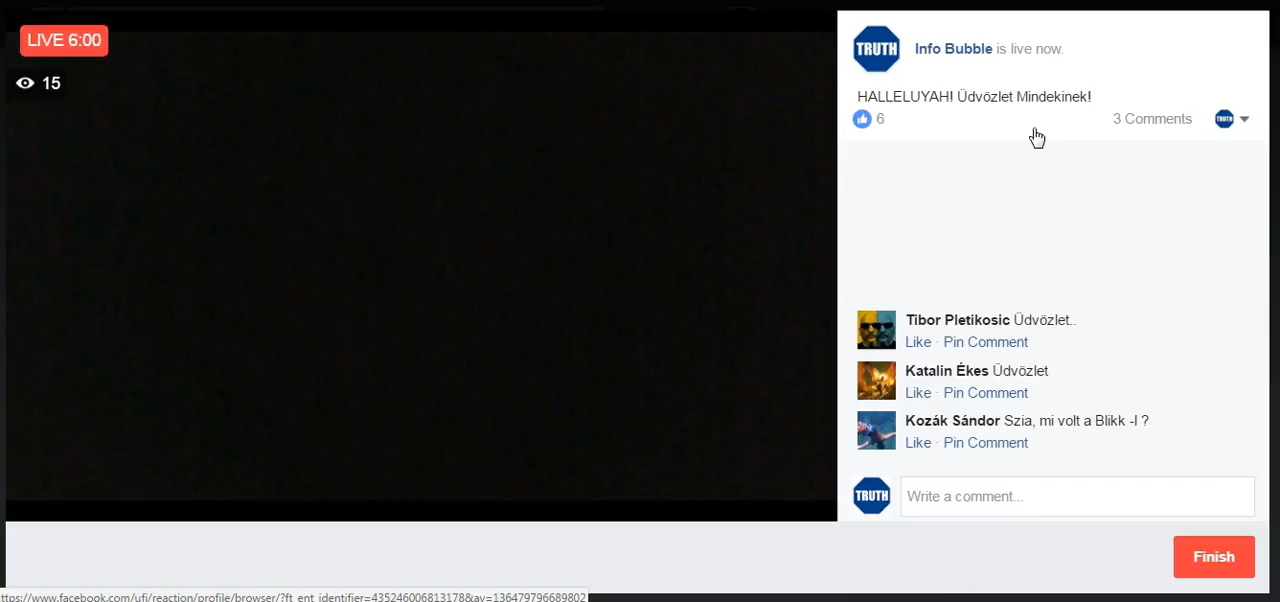 LIVE 6:00
15
TRUTH
Info Bubble is live now.
HALLELUYAH! Üdvözlet Mindekinek!
6
3 Comments
TRUTH
Tibor Pletikosic Üdvözlet..
Like · Pin Comment
Katalin Ékes Üdvözlet
Like · Pin Comment
Kozák Sándor Szia, mi volt a Blikk -l ?
Like · Pin Comment
TRUTH
Write a comment...
Finish
ttps://www.facebook.com/ufi/reaction/profile/browser/?ft_ent_identifier=435246006813178&av=136479796689802